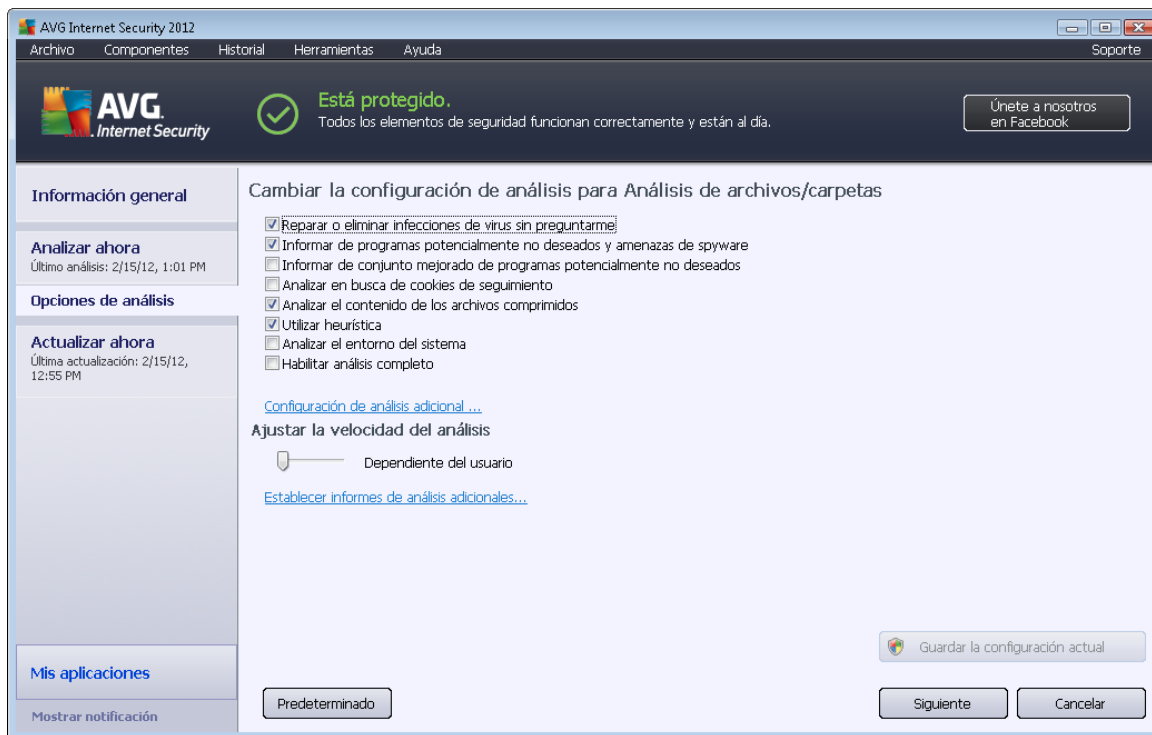 AVG Internet Security 2012
Archivo Componentes Historial Herramientas Ayuda Soporte
AVG.
Internet Security
Está protegido.
Todos los elementos de seguridad funcionan correctamente y están al día.
Únete a nosotros
en Facebook
Información general
Analizar ahora
Último análisis: 2/15/12, 1:01 PM
Opciones de análisis
Actualizar ahora
Última actualización: 2/15/12,
12:55 PM
Mis aplicaciones
Mostrar notificación
Cambiar la configuración de análisis para Análisis de archivos/carpetas
Reparar o eliminar infecciones de virus sin preguntarme
Informar de programas potencialmente no deseados y amenazas de spyware
Informar de conjunto mejorado de programas potencialmente no deseados
Analizar en busca de cookies de seguimiento
Analizar el contenido de los archivos comprimidos
Utilizar heurística
Analizar el entorno del sistema
Habilitar análisis completo
Configuración de análisis adicional ...
Ajustar la velocidad del análisis
Dependiente del usuario
Establecer informes de análisis adicionales...
Guardar la configuración actual
Predeterminado
Siguiente
Cancelar